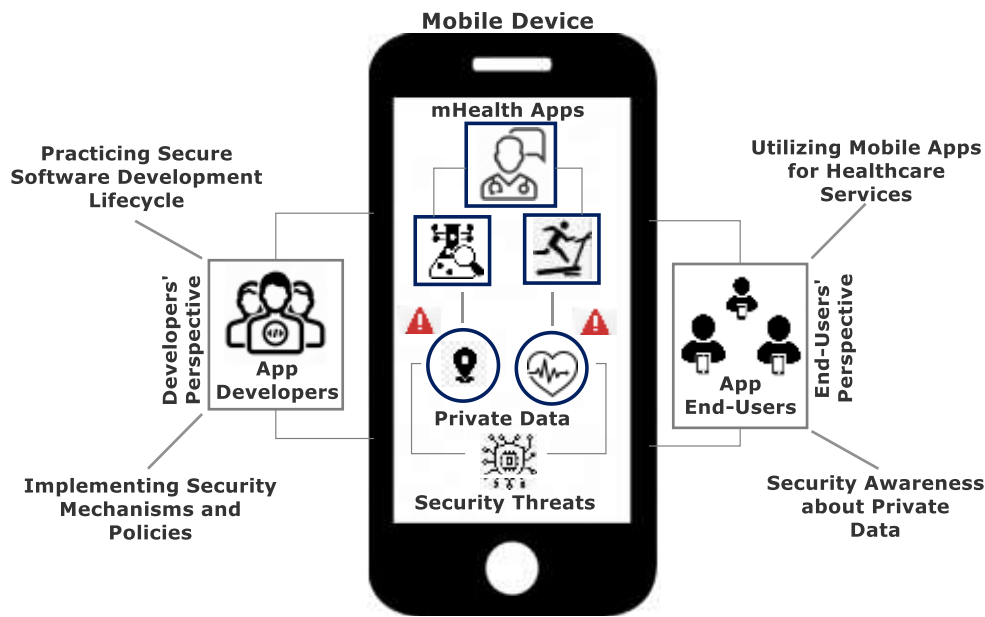 Mobile Device
mHealth Apps
Practicing Secure
Software Development
Lifecycle
Developers'
Perspective
App
Developers
Implementing Security
Mechanisms and
Policies
Private Data
Security Threats
Utilizing Mobile Apps
for Healthcare
Services
App
End-Users
End-Users'
Perspective
Security Awareness
about Private
Data